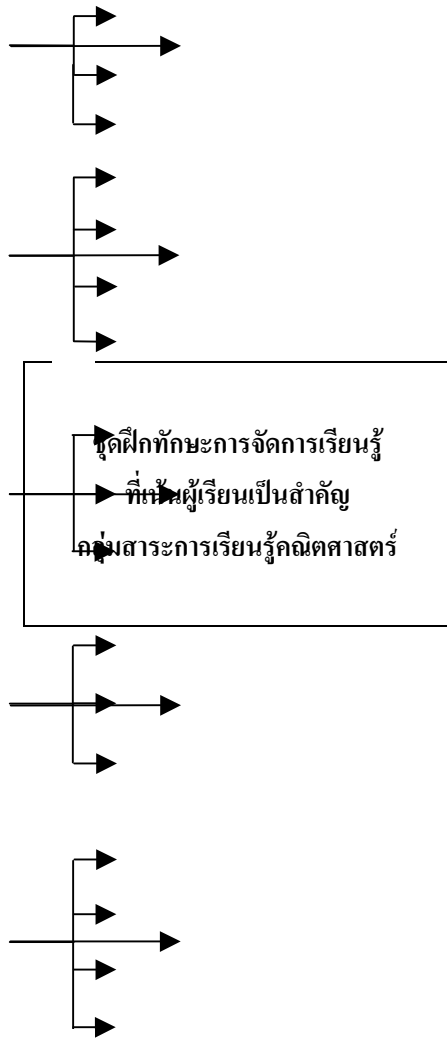 ชุดฝึกทักษะการจัดการเรียนรู้
ที่เน้นผู้เรียนเป็นสำคัญ
กลุ่มสาระการเรียนรู้คณิตศาสตร์